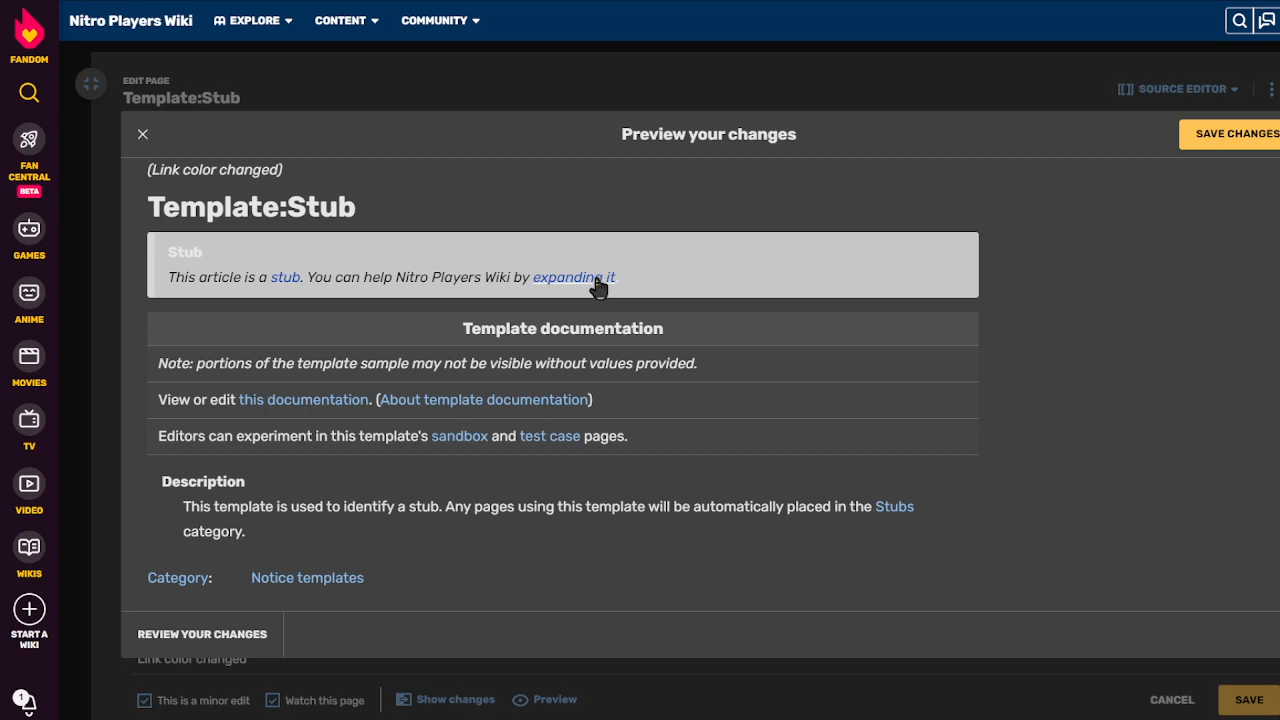 FANDOM
FAN
CENTRAL
BETA
GAMES
ANIME
MOVIES
TV
VIDEO
WIKIS
START A
WIKI
1
Nitro Players Wiki
EXPLORE
CONTENT
COMMUNITY
EDIT PAGE
Template:Stub
[[]] SOURCE EDITOR
Preview your changes
SAVE CHANGES
(Link color changed)
Template:Stub
Stub
This article is a stub. You can help Nitro Players Wiki by expanding it.
Template documentation
Note: portions of the template sample may not be visible without values provided.
View or edit this documentation. (About template documentation)
Editors can experiment in this template's sandbox and test case pages.
Description
This template is used to identify a stub. Any pages using this template will be automatically placed in the Stubs
category.
Category: Notice templates
REVIEW YOUR CHANGES
Link color changed
This is a minor edit
Watch this page
Show changes
Preview
CANCEL
SAVE